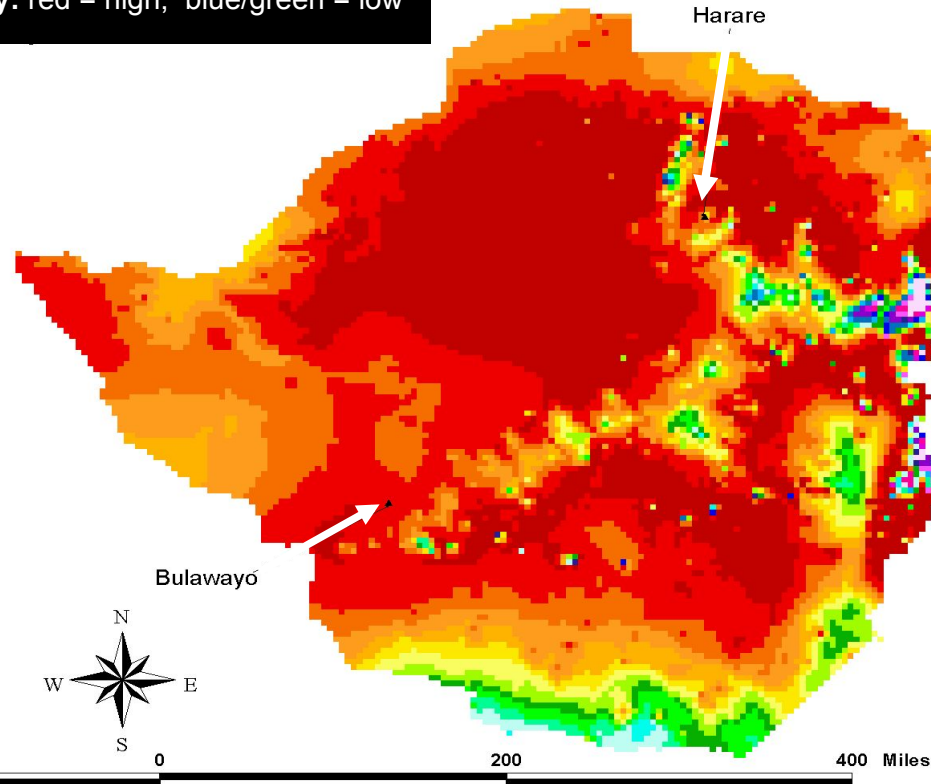 y: red = high; blue/green = low
Harare
Bulawayo
N
W E
S
0 200 400 Miles